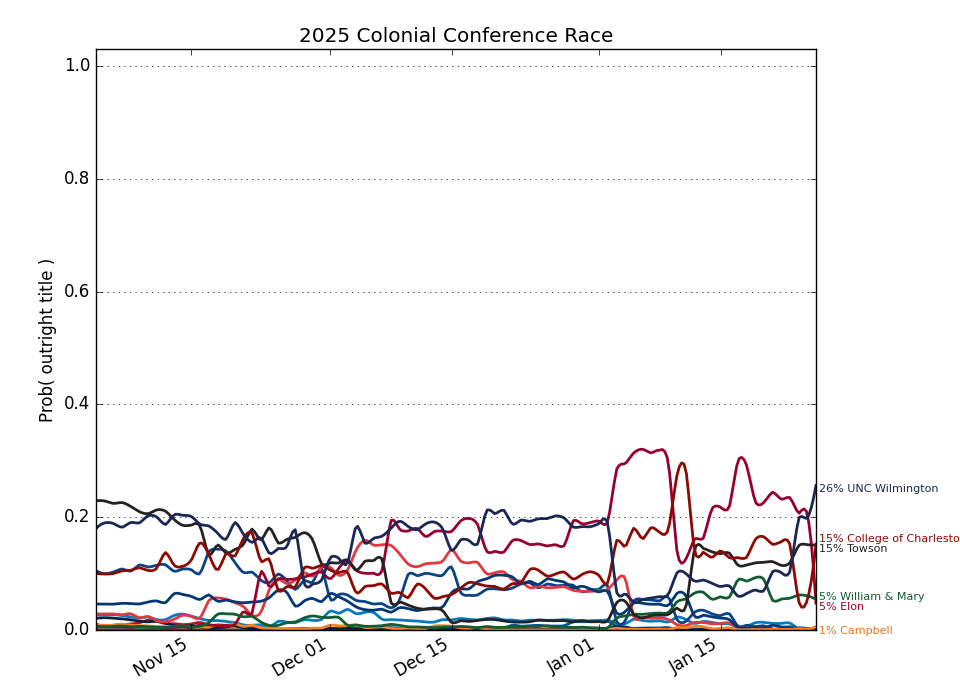 2025 Colonial Conference Race
Prob( outright title )
1.0
0.8
0.6
0.4
0.2
0.0
26% UNC Wilmington
15% College of Charlesto
15% Towson
5% William & Mary
5% Elon
1% Campbell
Nov 15
Dec 01
Dec 15
Jan 01
Jan 15